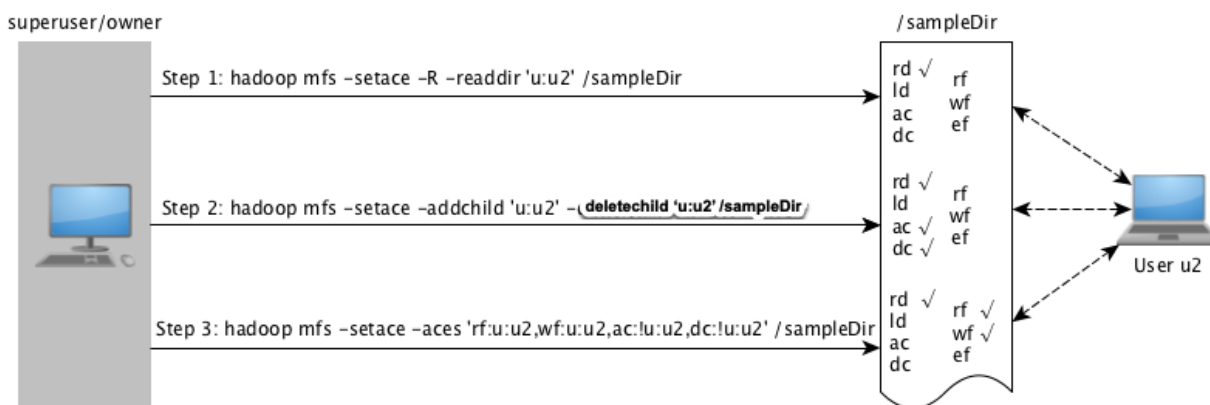 superuser/owner
/sampleDir
Step 1: hadoop mfs -setace -R -readdir 'u:u2' /sampleDir
rd √
ld
ac
dc
rf
wf
ef
Step 2: hadoop mfs -setace -addchild 'u:u2' -deletechild 'u:u2' /sampleDir
rd √
ld
ac √
dc √
rf
wf
ef
User u2
Step 3: hadoop mfs -setace -aces 'rf:u:u2,wf:u:u2,ac:!u:u2,dc:!u:u2' /sampleDir
rd √
ld
ac
dc
rf √
wf √
ef